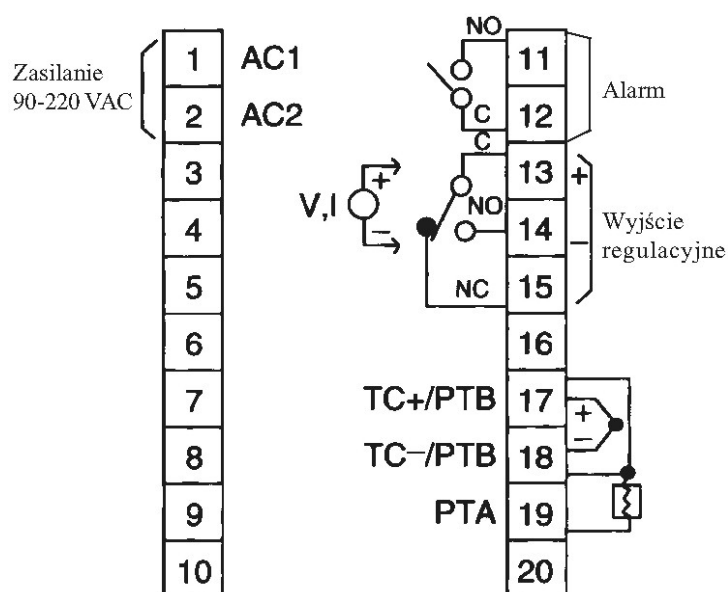 Zasilanie
90-220 VAC
1 AC1
2 AC2
3
4
5
6
7
8
9
10
NO 11
C 12
Alarm
C 13 +
V,I + −
NO 14 −
NC 15
Wyjście
regulacyjne
16
TC+/PTB 17 +
TC−/PTB 18 −
PTA 19
20